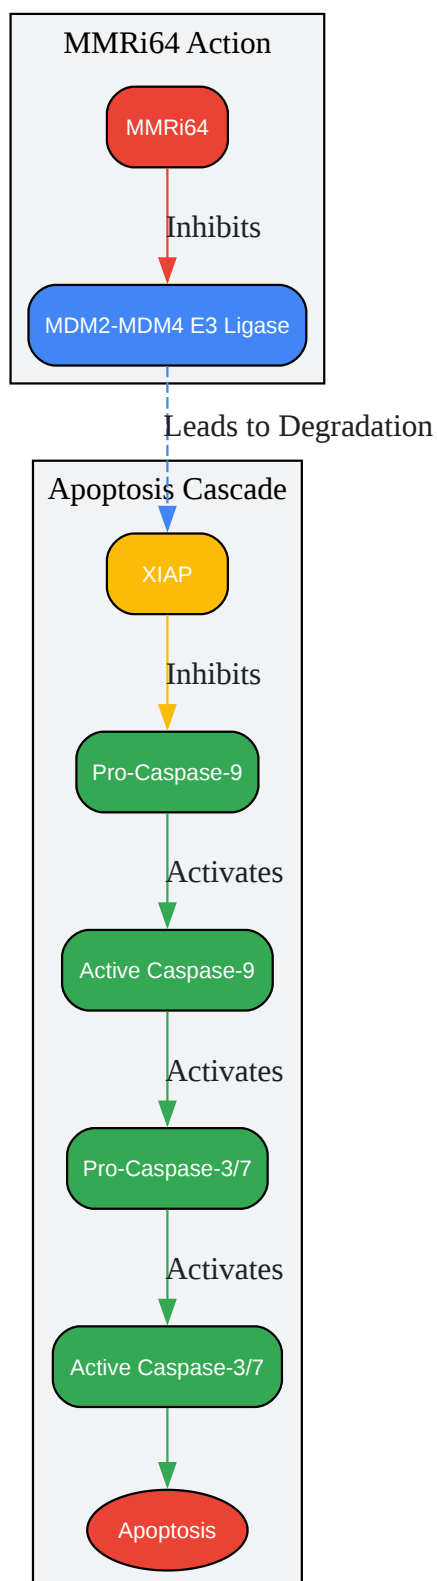 MMRi64 Action
MMRi64
Inhibits
MDM2-MDM4 E3 Ligase
Leads to Degradation
Apoptosis Cascade
XIAP
Inhibits
Pro-Caspase-9
Activates
Active Caspase-9
Activates
Pro-Caspase-3/7
Activates
Active Caspase-3/7
Apoptosis